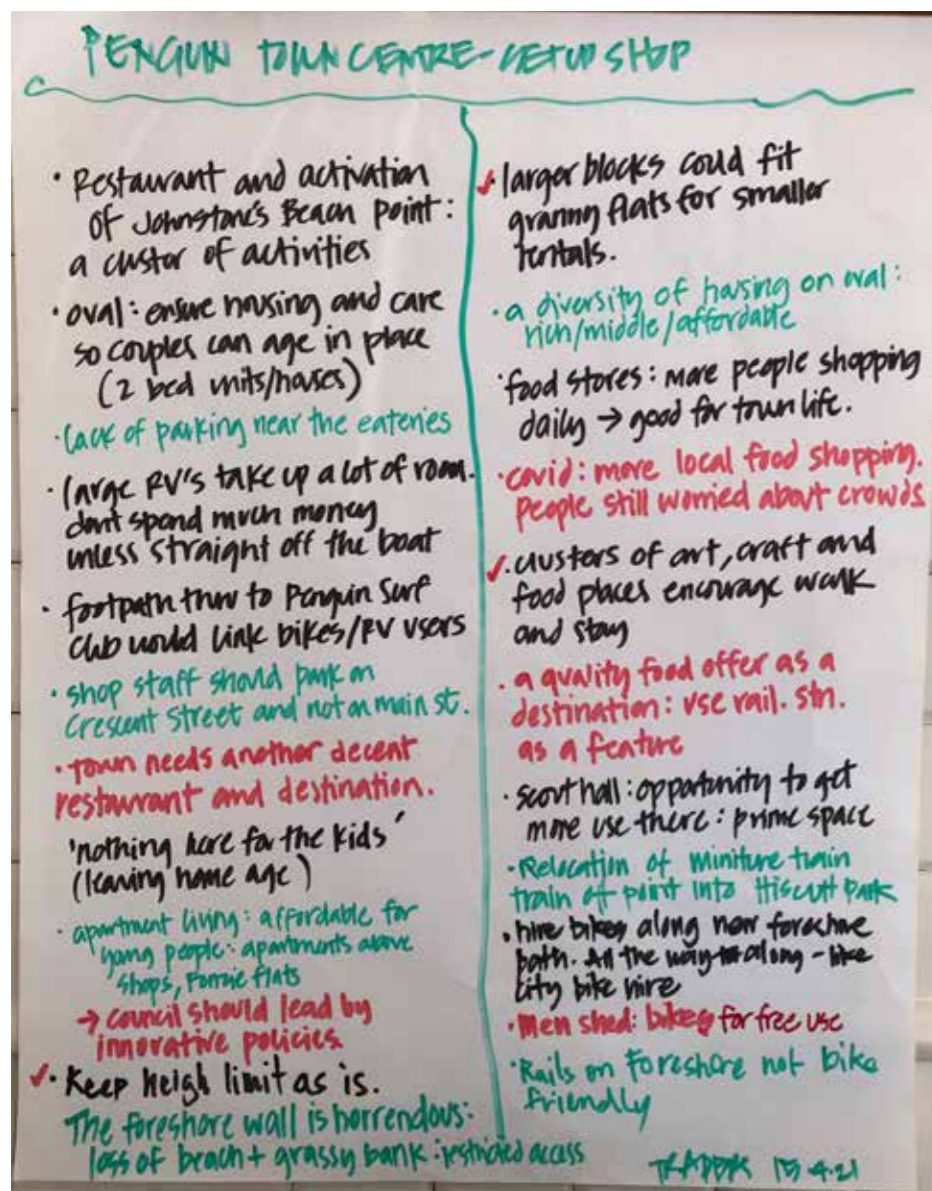 PENGUIN TOWN CENTRE - SETUP SHOP
· Restaurant and activation
of Johnstone's Beach Point:
a custor of activities
· oval: ensure housing and care
so couples can age in place
(2 bed units/houses)
· lack of parking near the eateries
· large RV's take up a lot of room.
dont spend much money
unless straight off the boat
· footpath thru to Penguin Surf
Club would link bikes/RV users
· shop staff should park on
Crescent Street and not on main st.
· town needs another decent
restaurant and destination.
'nothing here for the kids'
(leaving home age)
· apartment living: affordable for
young people: apartments above
shops, Fonzie flats
→ council should lead by
innovative policies
✓· Keep heigh limit as is.
The foreshore wall is horrendous:
loss of beach + grassy bank: restricted access
✓· larger blocks could fit
granny flats for smaller
rentals.
· a diversity of housing on oval:
rich/middle/affordable
· food stores: more people shopping
daily → good for town life.
· covid: more local food shopping.
People still worried about crowds
✓· clusters of art, craft and
food places encourage walk
and stay
· a quality food offer as a
destination: use rail. stn.
as a feature
· scout hall: opportunity to get
more use there: prime space
· Relocation of miniture train
train of point into Hiscutt Park
· hire bikes along new foreshore
path. All the way along - like
city bike hire
· Men shed: bikes for free use
· Rails on Foreshore not bike
friendly
4.21